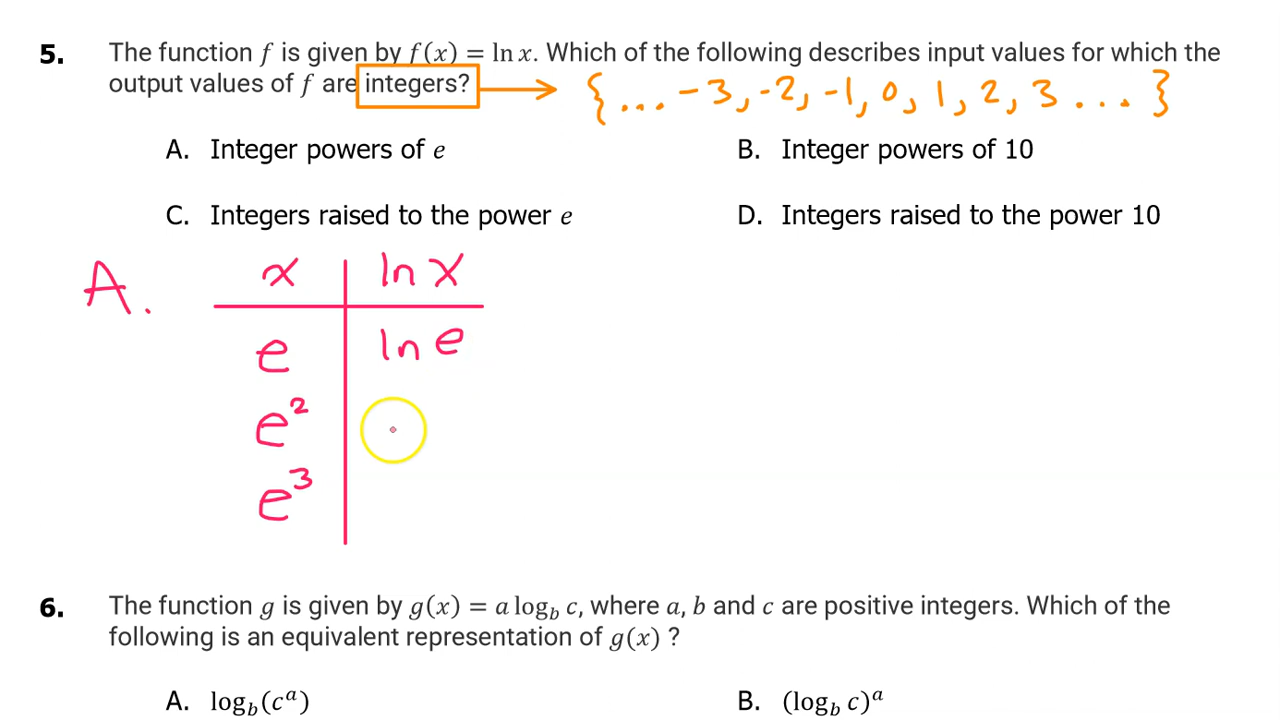 5. The function f is given by f(x) = ln x. Which of the following describes input values for which the
output values of f are integers? → {... -3, -2, -1, 0, 1, 2, 3 ... }
A. Integer powers of e B. Integer powers of 10
C. Integers raised to the power e D. Integers raised to the power 10
A. x ln x
e ln e
e²
e³
6. The function g is given by g(x) = a log_b c, where a, b and c are positive integers. Which of the
following is an equivalent representation of g(x) ?
A. log_b(cᵃ) B. (log_b c)ᵃ